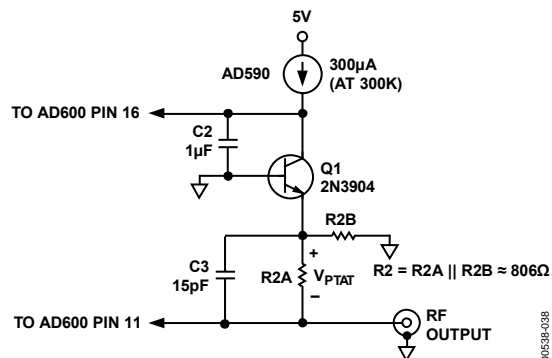 5V
AD590
300µA
(AT 300K)
TO AD600 PIN 16
C2
1µF
Q1
2N3904
R2B
C3
15pF
R2A
+
VPTAT
–
R2 = R2A || R2B ≈ 806Ω
TO AD600 PIN 11
RF
OUTPUT
00538-038